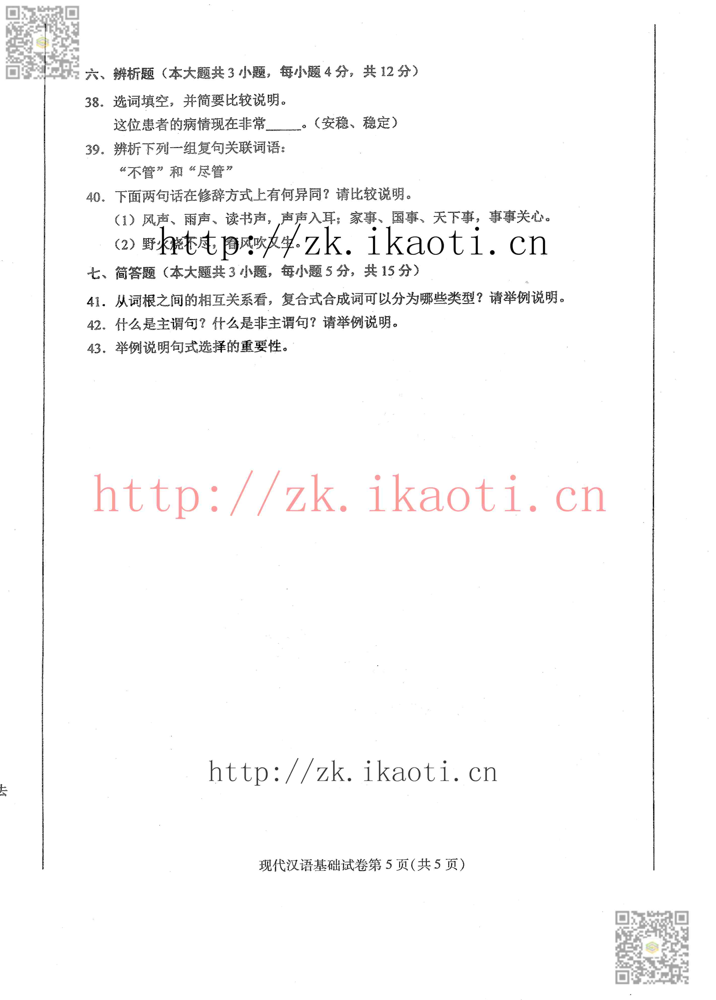 六、辨析题（本大题共 3 小题，每小题 4 分，共 12 分）
38. 选词填空，并简要比较说明。
这位患者的病情现在非常_____。（安稳、稳定）
39. 辨析下列一组复句关联词语：
“不管”和“尽管”
40. 下面两句话在修辞方式上有何异同？请比较说明。
（1）风声、雨声、读书声，声声入耳；家事、国事、天下事，事事关心。
（2）野火烧不尽，春风吹又生。
http://zk.ikaoti.cn
七、简答题（本大题共 3 小题，每小题 5 分，共 15 分）
41. 从词根之间的相互关系看，复合式合成词可以分为哪些类型？请举例说明。
42. 什么是主谓句？什么是非主谓句？请举例说明。
43. 举例说明句式选择的重要性。
http://zk.ikaoti.cn
http://zk.ikaoti.cn
现代汉语基础试卷第 5 页(共 5 页)